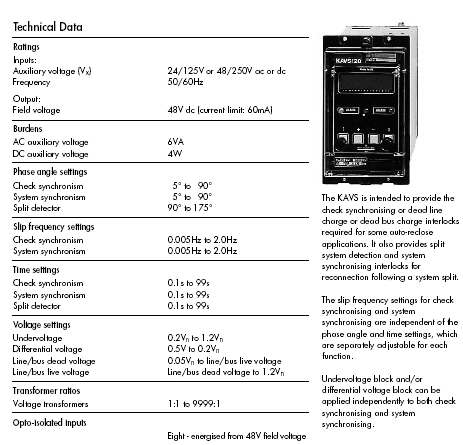 Technical Data
Ratings
Inputs:
Auxiliary voltage (Vx) 24/125V or 48/250V ac or dc
Frequency 50/60Hz
Output:
Field voltage 48V dc (current limit: 60mA)
Burdens
AC auxiliary voltage 6VA
DC auxiliary voltage 4W
Phase angle settings
Check synchronism 5° to 90°
System synchronism 5° to 90°
Split detector 90° to 175°
Slip frequency settings
Check synchronism 0.005Hz to 2.0Hz
System synchronism 0.005Hz to 2.0Hz
Time settings
Check synchronism 0.1s to 99s
System synchronism 0.1s to 99s
Split detector 0.1s to 99s
Voltage settings
Undervoltage 0.2Vn to 1.2Vn
Differential voltage 0.5V to 0.2Vn
Line/bus dead voltage 0.05Vn to line/bus live voltage
Line/bus live voltage Line/bus dead voltage to 1.2Vn
Transformer ratios
Voltage transformers 1:1 to 9999:1
Opto-isolated inputs
Eight - energised from 48V field voltage
KAVS120
The KAVS is intended to provide the
check synchronising or dead line
charge or dead bus charge interlocks
required for some auto-reclose
applications. It also provides split
system detection and system
synchronising interlocks for
reconnection following a system split.
The slip frequency settings for check
synchronising and system
synchronising are independent of the
phase angle and time settings, which
are separately adjustable for each
function.
Undervoltage block and/or
differential voltage block can be
applied independently to both check
synchronising and system
synchronising.